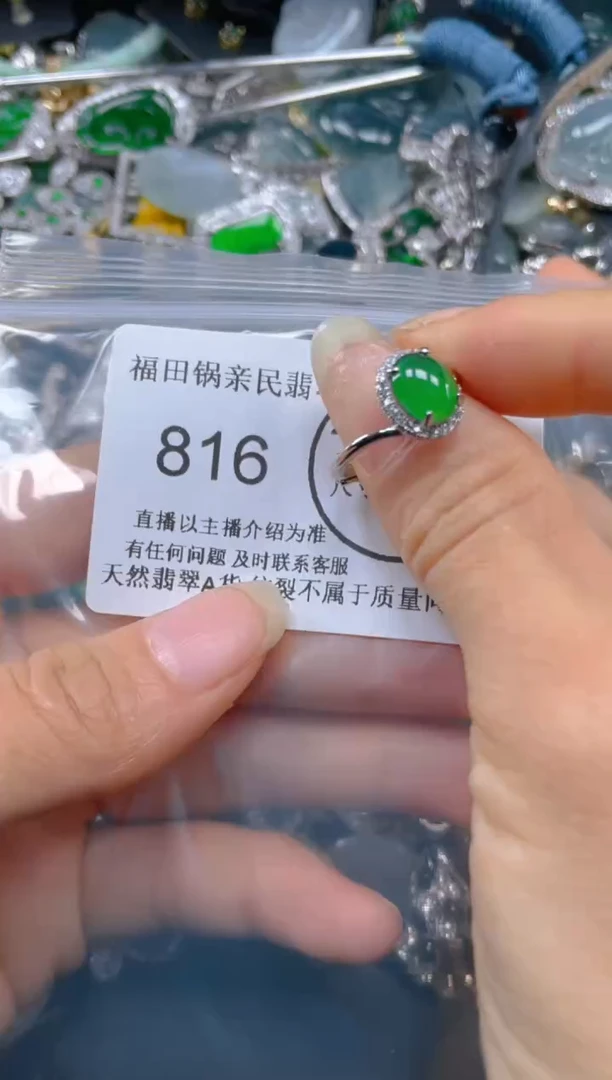 福田锅亲民翡
816
直播以主播介绍为准
有任何问题 及时联系客服
天然翡翠A货 裂不属于质量